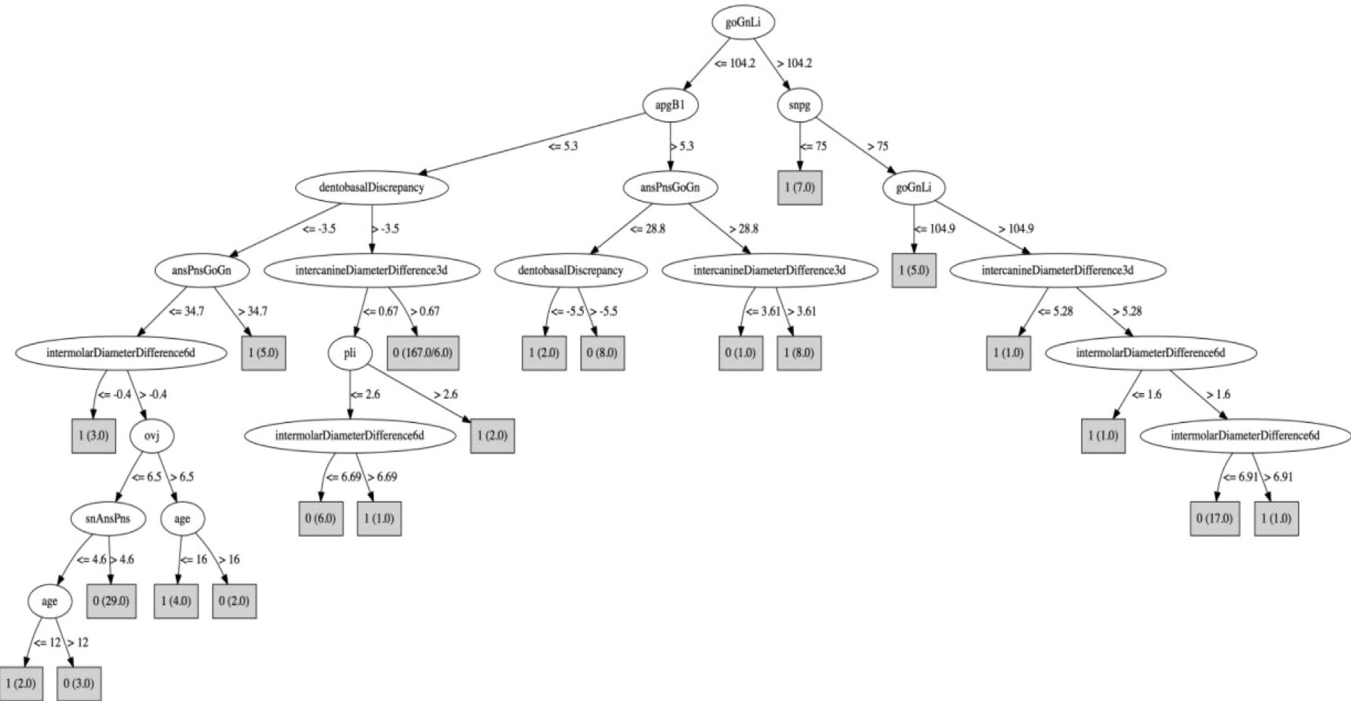 goGnLi
<= 104.2 > 104.2
apgB1 snpg
<= 5.3 > 5.3 <= 75 > 75
dentobasalDiscrepancy ansPnsGoGn 1 (7.0) goGnLi
<= -3.5 > -3.5 <= 28.8 > 28.8 <= 104.9 > 104.9
ansPnsGoGn intercanineDiameterDifference3d dentobasalDiscrepancy intercanineDiameterDifference3d 1 (5.0) intercanineDiameterDifference3d
<= 34.7 > 34.7 <= 0.67 > 0.67 <= -5.5 > -5.5 <= 3.61 > 3.61 <= 5.28 > 5.28
intermolarDiameterDifference6d 1 (5.0) pli 0 (167.0/6.0) 1 (2.0) 0 (8.0) 0 (1.0) 1 (8.0) 1 (1.0) intermolarDiameterDifference6d
<= -0.4 > -0.4 <= 2.6 > 2.6 <= 1.6 > 1.6
1 (3.0) ovj intermolarDiameterDifference6d 1 (2.0) 1 (1.0) intermolarDiameterDifference6d
<= 6.5 > 6.5 <= 6.69 > 6.69 <= 6.91 > 6.91
snAnsPns age 0 (6.0) 1 (1.0) 0 (17.0) 1 (1.0)
<= 4.6 > 4.6 <= 16 > 16
age 0 (29.0) 1 (4.0) 0 (2.0)
<= 12 > 12
1 (2.0) 0 (3.0)